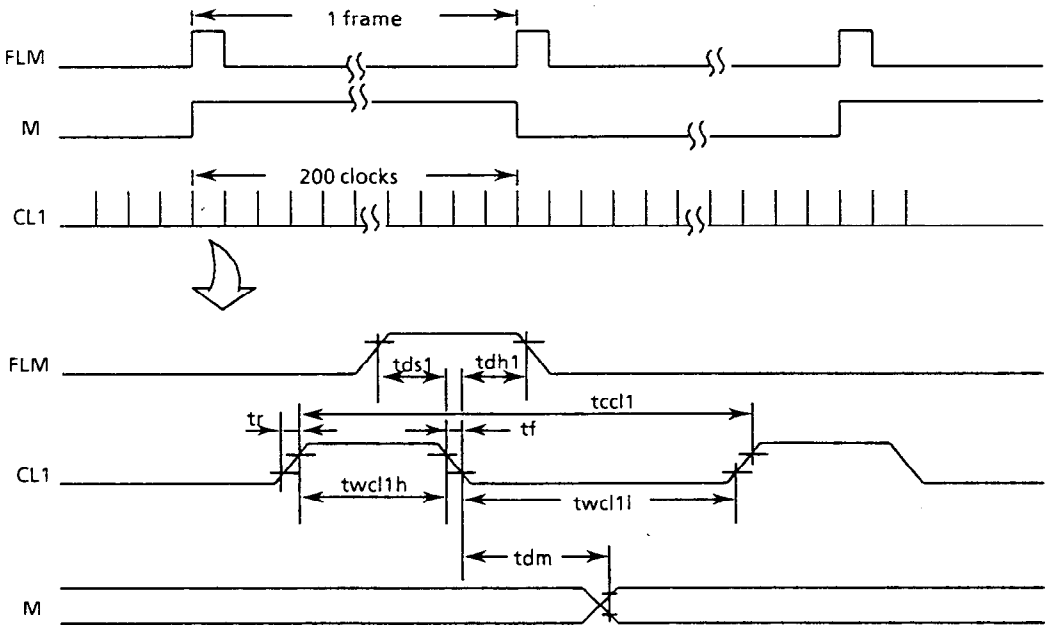 1 frame
FLM
M
200 clocks
CL1
FLM
tds1
tdh1
tccl1
tr
tf
CL1
twcl1h
twcl1l
tdm
M